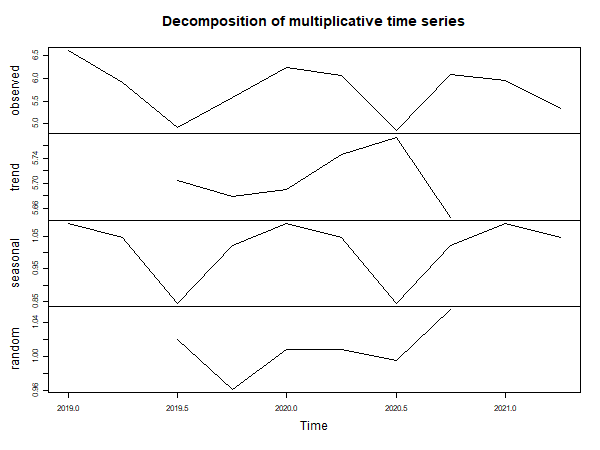 Decomposition of multiplicative time series
observed
5.0 5.5 6.0 6.5
trend
5.66 5.70 5.74
seasonal
0.85 0.95 1.05
random
0.96 1.00 1.04
2019.0 2019.5 2020.0 2020.5 2021.0
Time